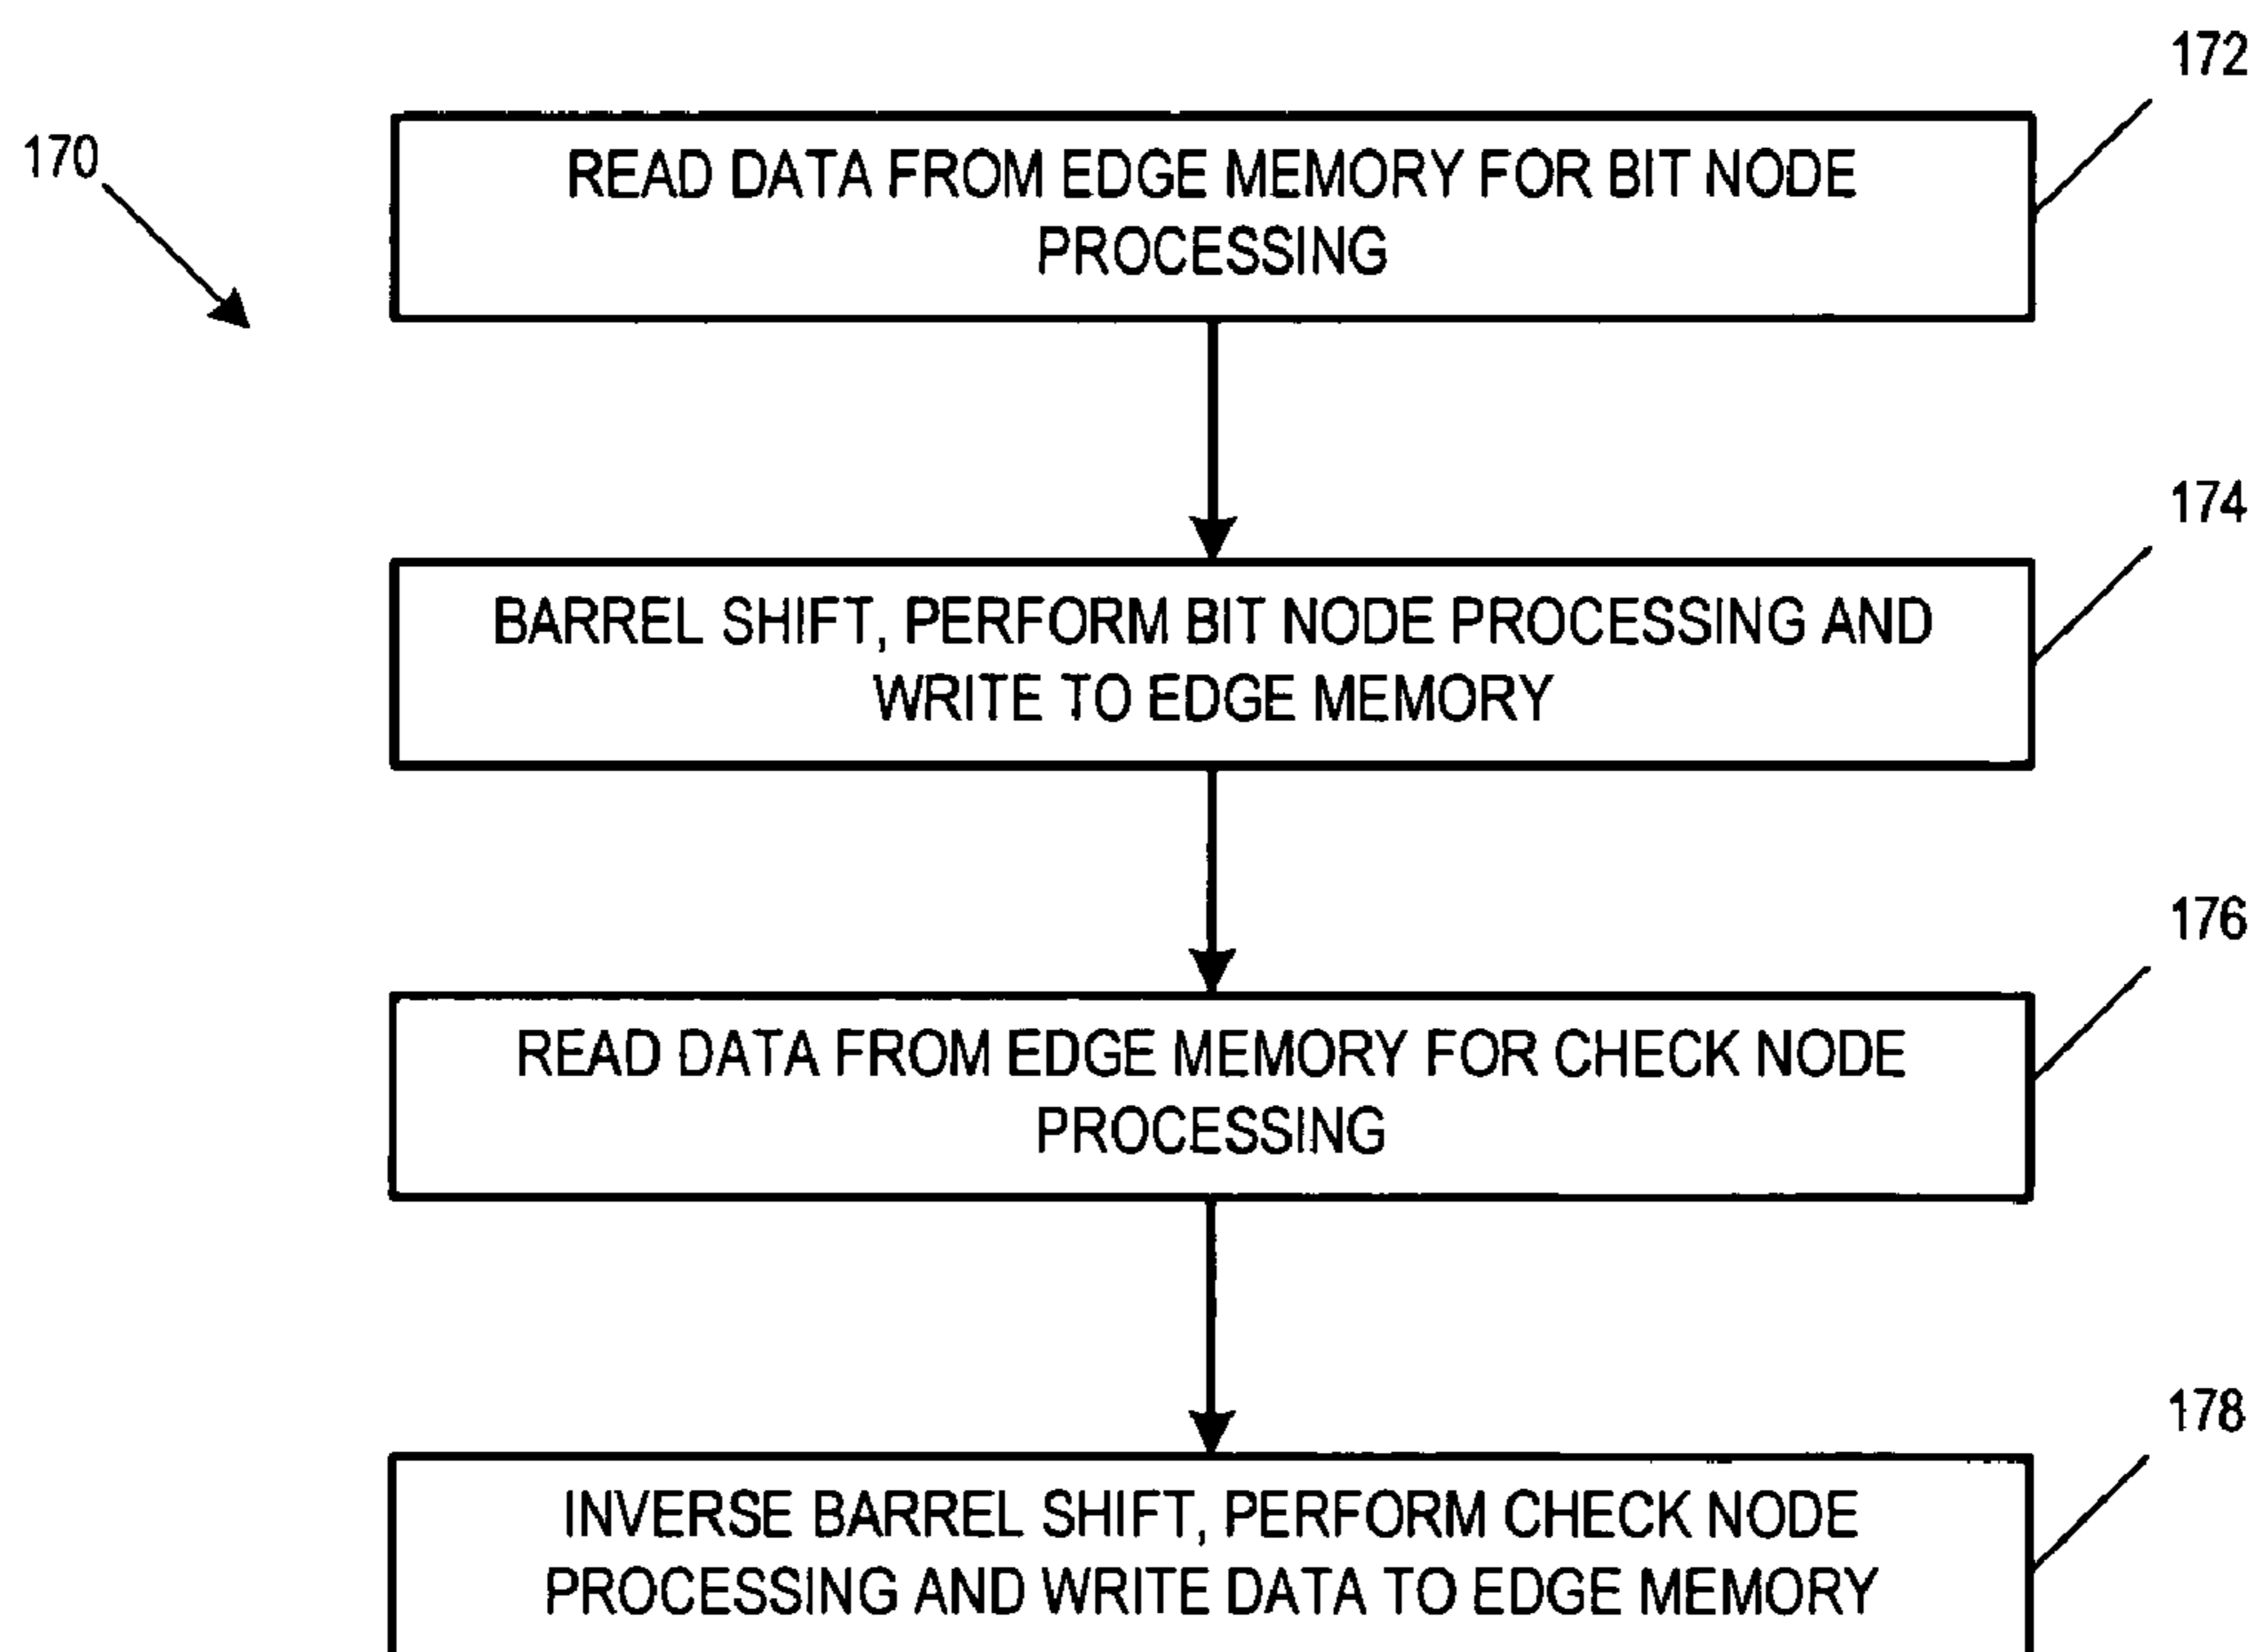 172
170
READ DATA FROM EDGE MEMORY FOR BIT NODE
PROCESSING
174
BARREL SHIFT, PERFORM BIT NODE PROCESSING AND
WRITE TO EDGE MEMORY
176
READ DATA FROM EDGE MEMORY FOR CHECK NODE
PROCESSING
178
INVERSE BARREL SHIFT, PERFORM CHECK NODE
PROCESSING AND WRITE DATA TO EDGE MEMORY